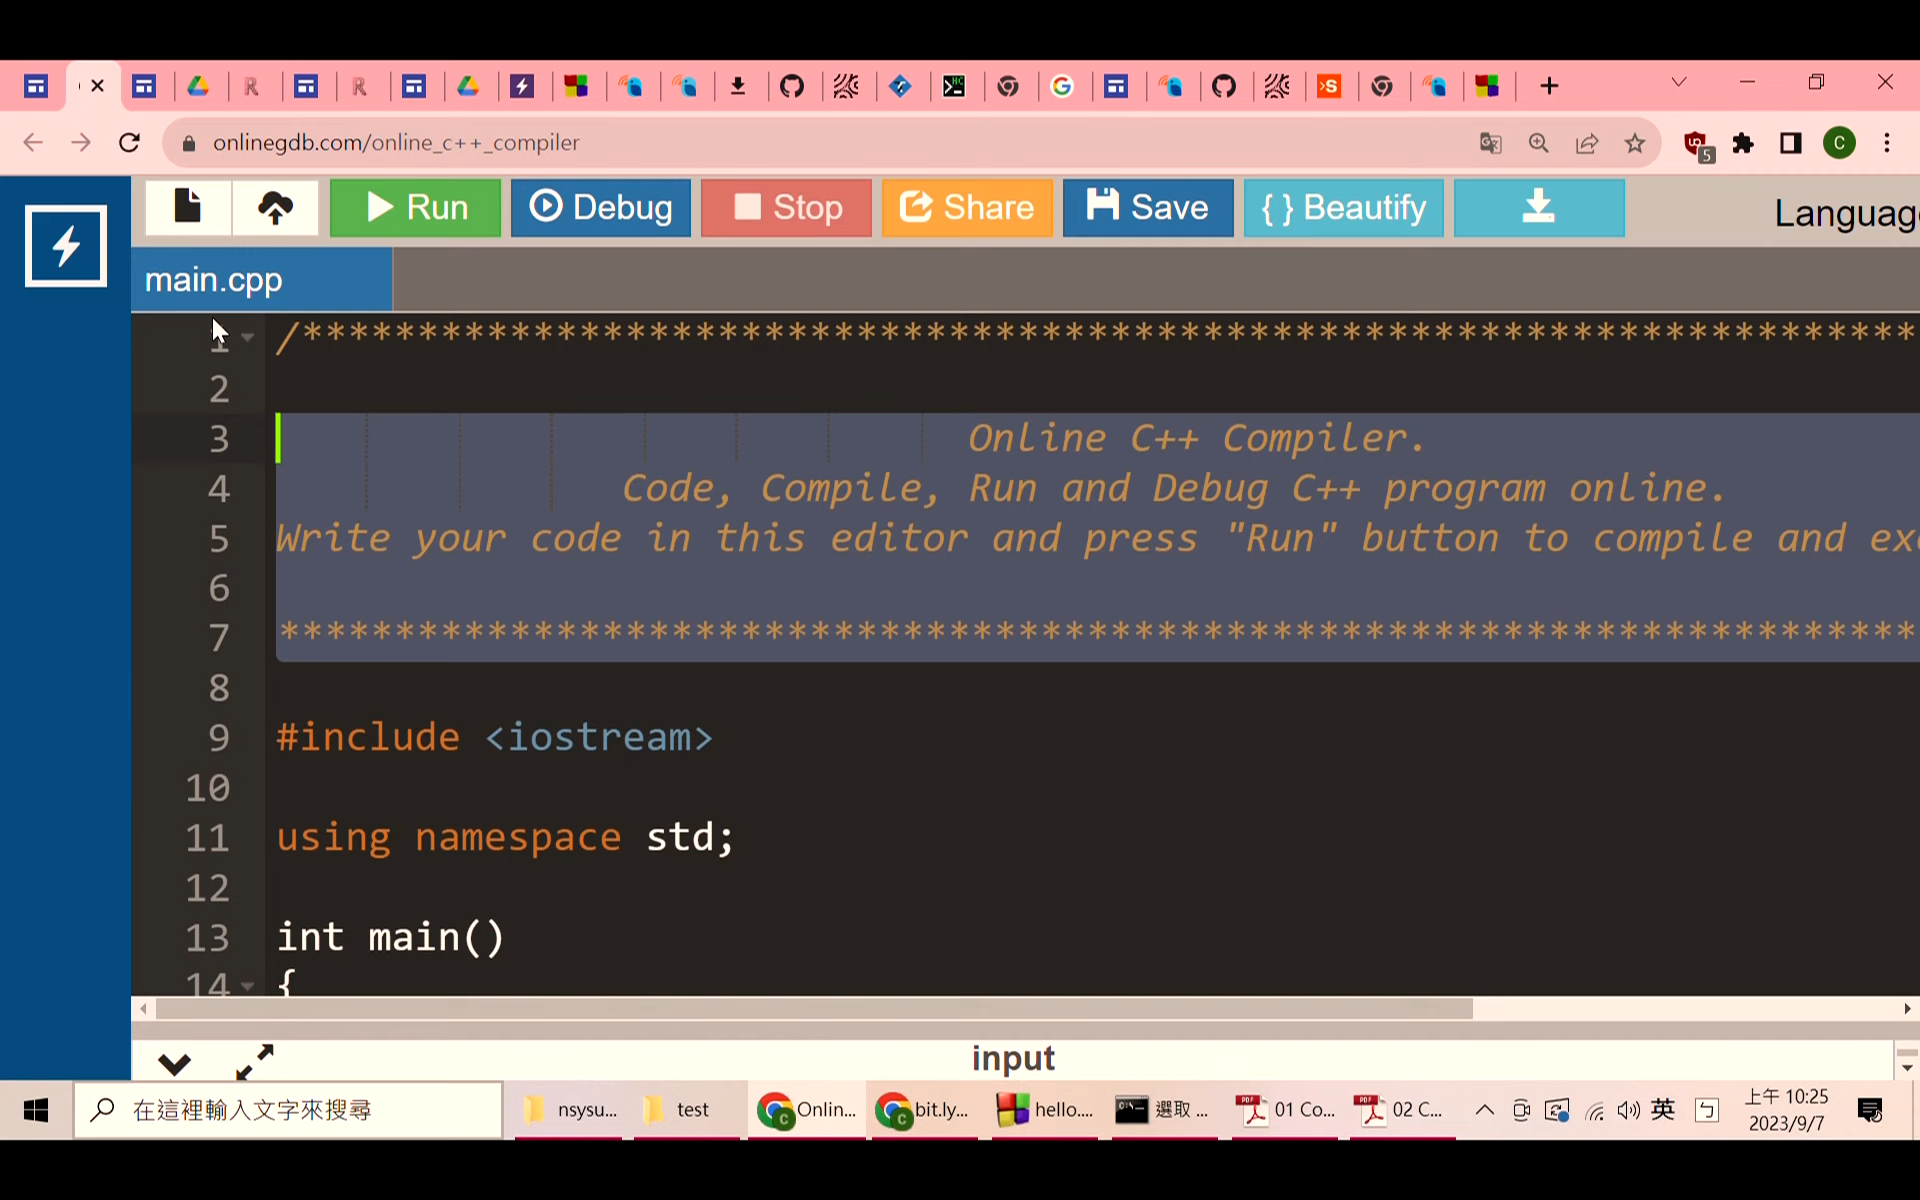 onlinegdb.com/online_c++_compiler
5
C
Run
Debug
Stop
Share
Save
{ } Beautify
Languag
main.cpp
1 /***********************************************************************
2
3 Online C++ Compiler.
4 Code, Compile, Run and Debug C++ program online.
5 Write your code in this editor and press "Run" button to compile and exe
6
7 ***********************************************************************
8
9 #include <iostream>
10
11 using namespace std;
12
13 int main()
14 {
input
在這裡輸入文字來搜尋
nsysu...
test
Onlin...
bit.ly...
hello....
選取 ...
01 Co...
02 C...
英
上午 10:25
2023/9/7